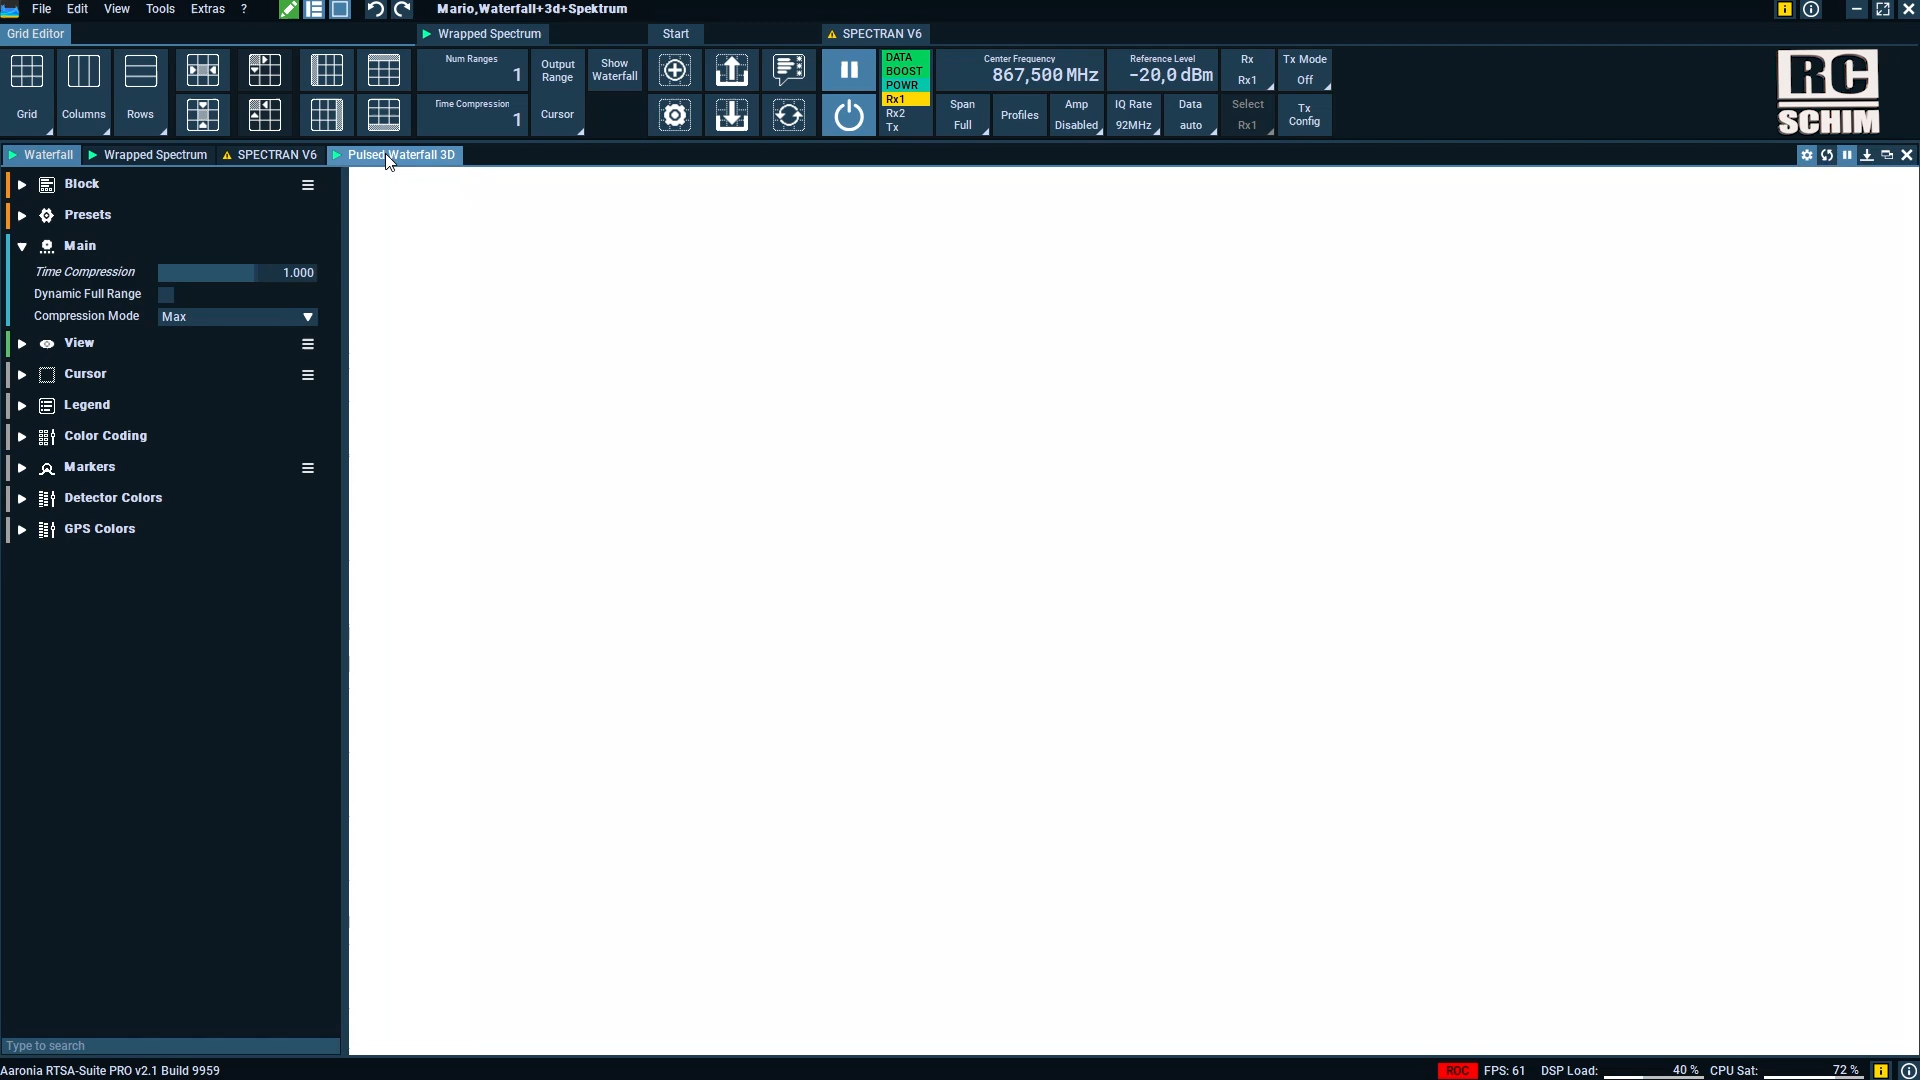 File Edit View Tools Extras ? Mario,Waterfall+3d+Spektrum
Grid Editor Wrapped Spectrum Start SPECTRAN V6
Num Ranges
1
Output Range
Show Waterfall
DATA
BOOST
POWR
Rx1
Rx2
Tx
Center Frequency
867,500 MHz
Reference Level
-20,0 dBm
Rx
Rx1
Tx Mode
Off
RC
SCHIM
Grid Columns Rows
Time Compression
1
Cursor
Span
Full
Profiles
Amp
Disabled
IQ Rate
92MHz
Data
auto
Select
Rx1
Tx Config
Waterfall Wrapped Spectrum SPECTRAN V6 Pulsed Waterfall 3D
Block
Presets
Main
Time Compression 1.000
Dynamic Full Range
Compression Mode Max
View
Cursor
Legend
Color Coding
Markers
Detector Colors
GPS Colors
Type to search
Aaronia RTSA-Suite PRO v2.1 Build 9959 ROC FPS: 61 DSP Load: 40 % CPU Sat: 72 %